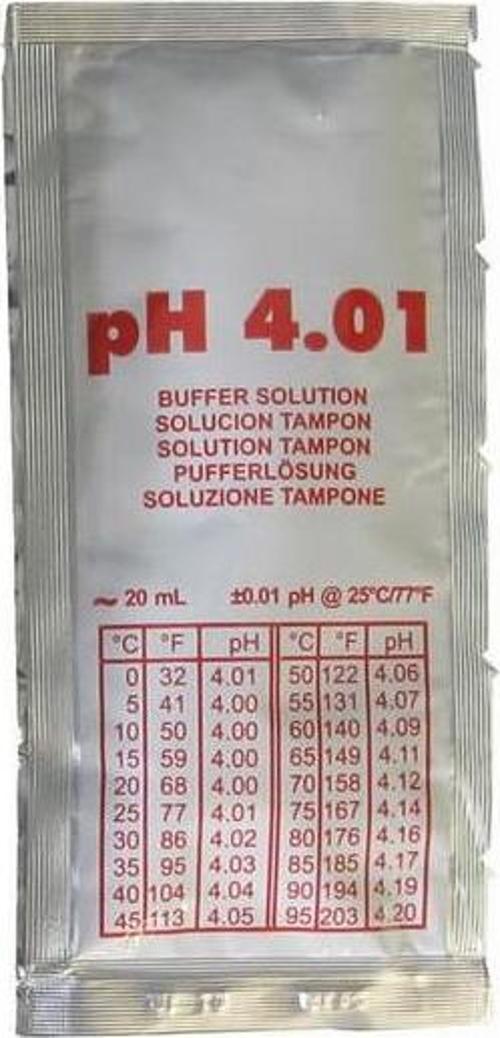 pH 4.01
BUFFER SOLUTION
SOLUCION TAMPON
SOLUTION TAMPON
PUFFERLÖSUNG
SOLUZIONE TAMPONE
~ 20 mL ±0.01 pH @ 25°C/77°F
°C °F pH °C °F pH
0 32 4.01 50 122 4.06
5 41 4.00 55 131 4.07
10 50 4.00 60 140 4.09
15 59 4.00 65 149 4.11
20 68 4.00 70 158 4.12
25 77 4.01 75 167 4.14
30 86 4.02 80 176 4.16
35 95 4.03 85 185 4.17
40 104 4.04 90 194 4.19
45 113 4.05 95 203 4.20